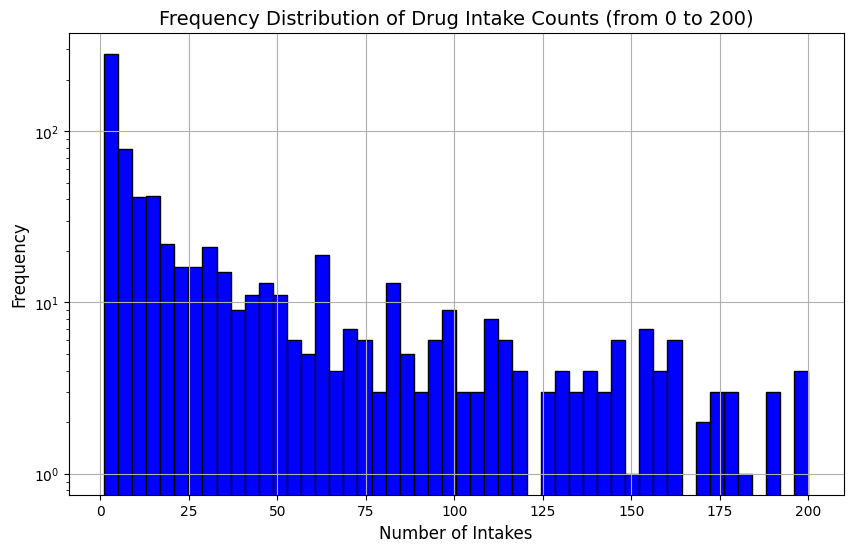 Frequency Distribution of Drug Intake Counts (from 0 to 200)
Frequency
10²
10¹
10⁰
0 25 50 75 100 125 150 175 200
Number of Intakes